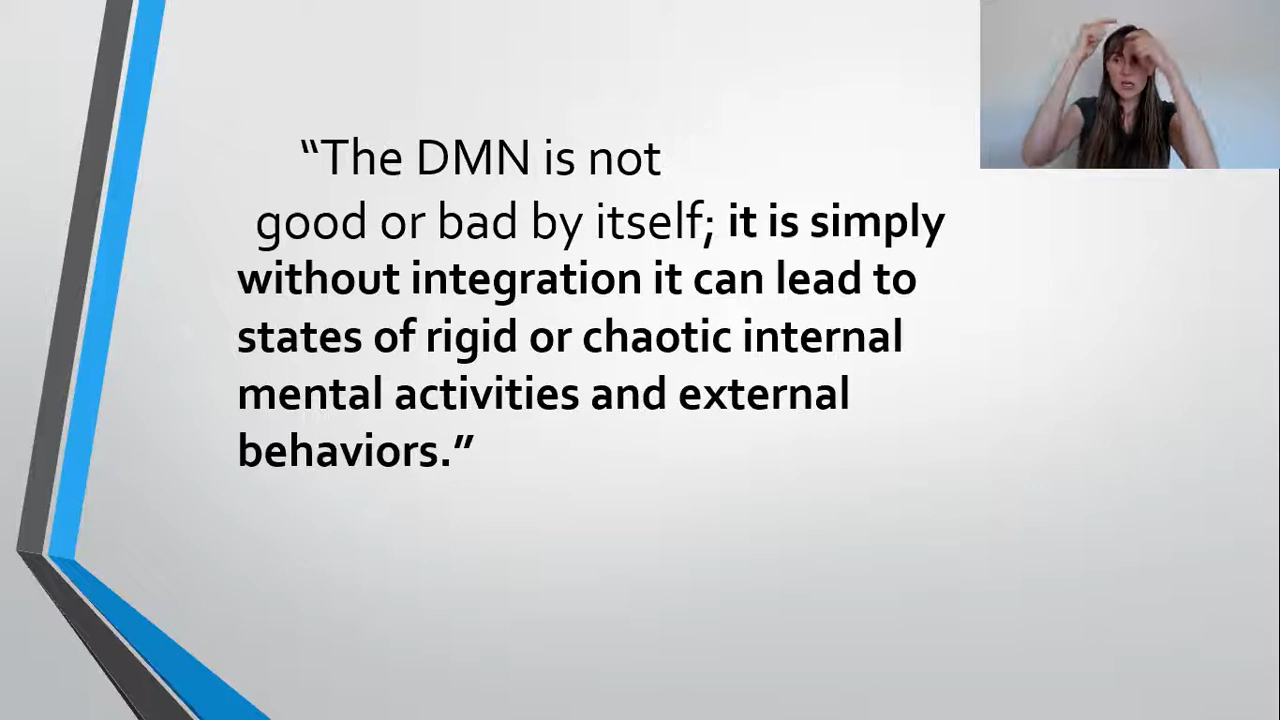 “The DMN is not
good or bad by itself; it is simply
without integration it can lead to
states of rigid or chaotic internal
mental activities and external
behaviors.”